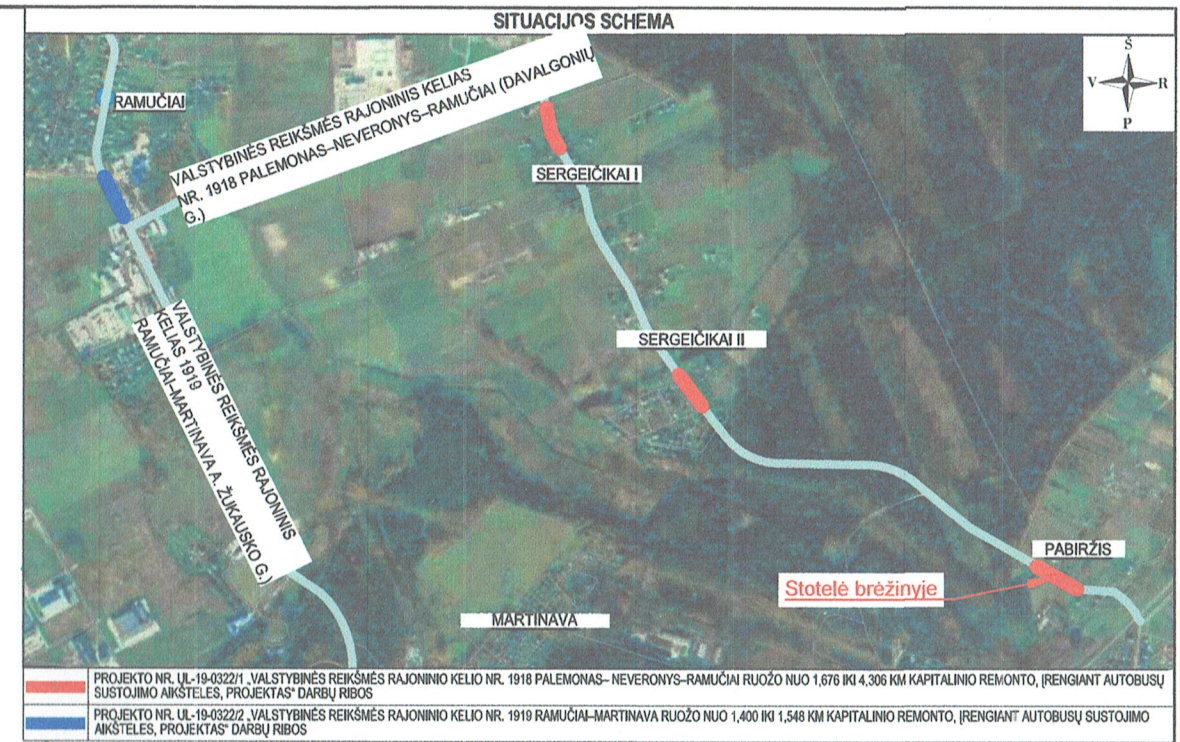 SITUACIJOS SCHEMA
Š
V
R
P
RAMUČIAI
VALSTYBINĖS REIKŠMĖS RAJONINIS KELIAS
NR. 1918 PALEMONAS–NEVERONYS–RAMUČIAI (DAVALGONIŲ
G.)
SERGEIČIKAI I
VALSTYBINĖS REIKŠMĖS RAJONINIS
KELIAS 1919
RAMUČIAI–MARTINAVA A. ŽUKAUSKO G.)
SERGEIČIKAI II
PABIRŽIS
Stotelė brėžinyje
MARTINAVA
PROJEKTO NR. UL-19-0322/1 „VALSTYBINĖS REIKŠMĖS RAJONINIO KELIO NR. 1918 PALEMONAS– NEVERONYS–RAMUČIAI RUOŽO NUO 1,676 IKI 4,306 KM KAPITALINIO REMONTO, ĮRENGIANT AUTOBUSŲ
SUSTOJIMO AIKŠTELES, PROJEKTAS“ DARBŲ RIBOS
PROJEKTO NR. UL-19-0322/2 „VALSTYBINĖS REIKŠMĖS RAJONINIO KELIO NR. 1919 RAMUČIAI–MARTINAVA RUOŽO NUO 1,400 IKI 1,548 KM KAPITALINIO REMONTO, ĮRENGIANT AUTOBUSŲ SUSTOJIMO
AIKŠTELES, PROJEKTAS“ DARBŲ RIBOS